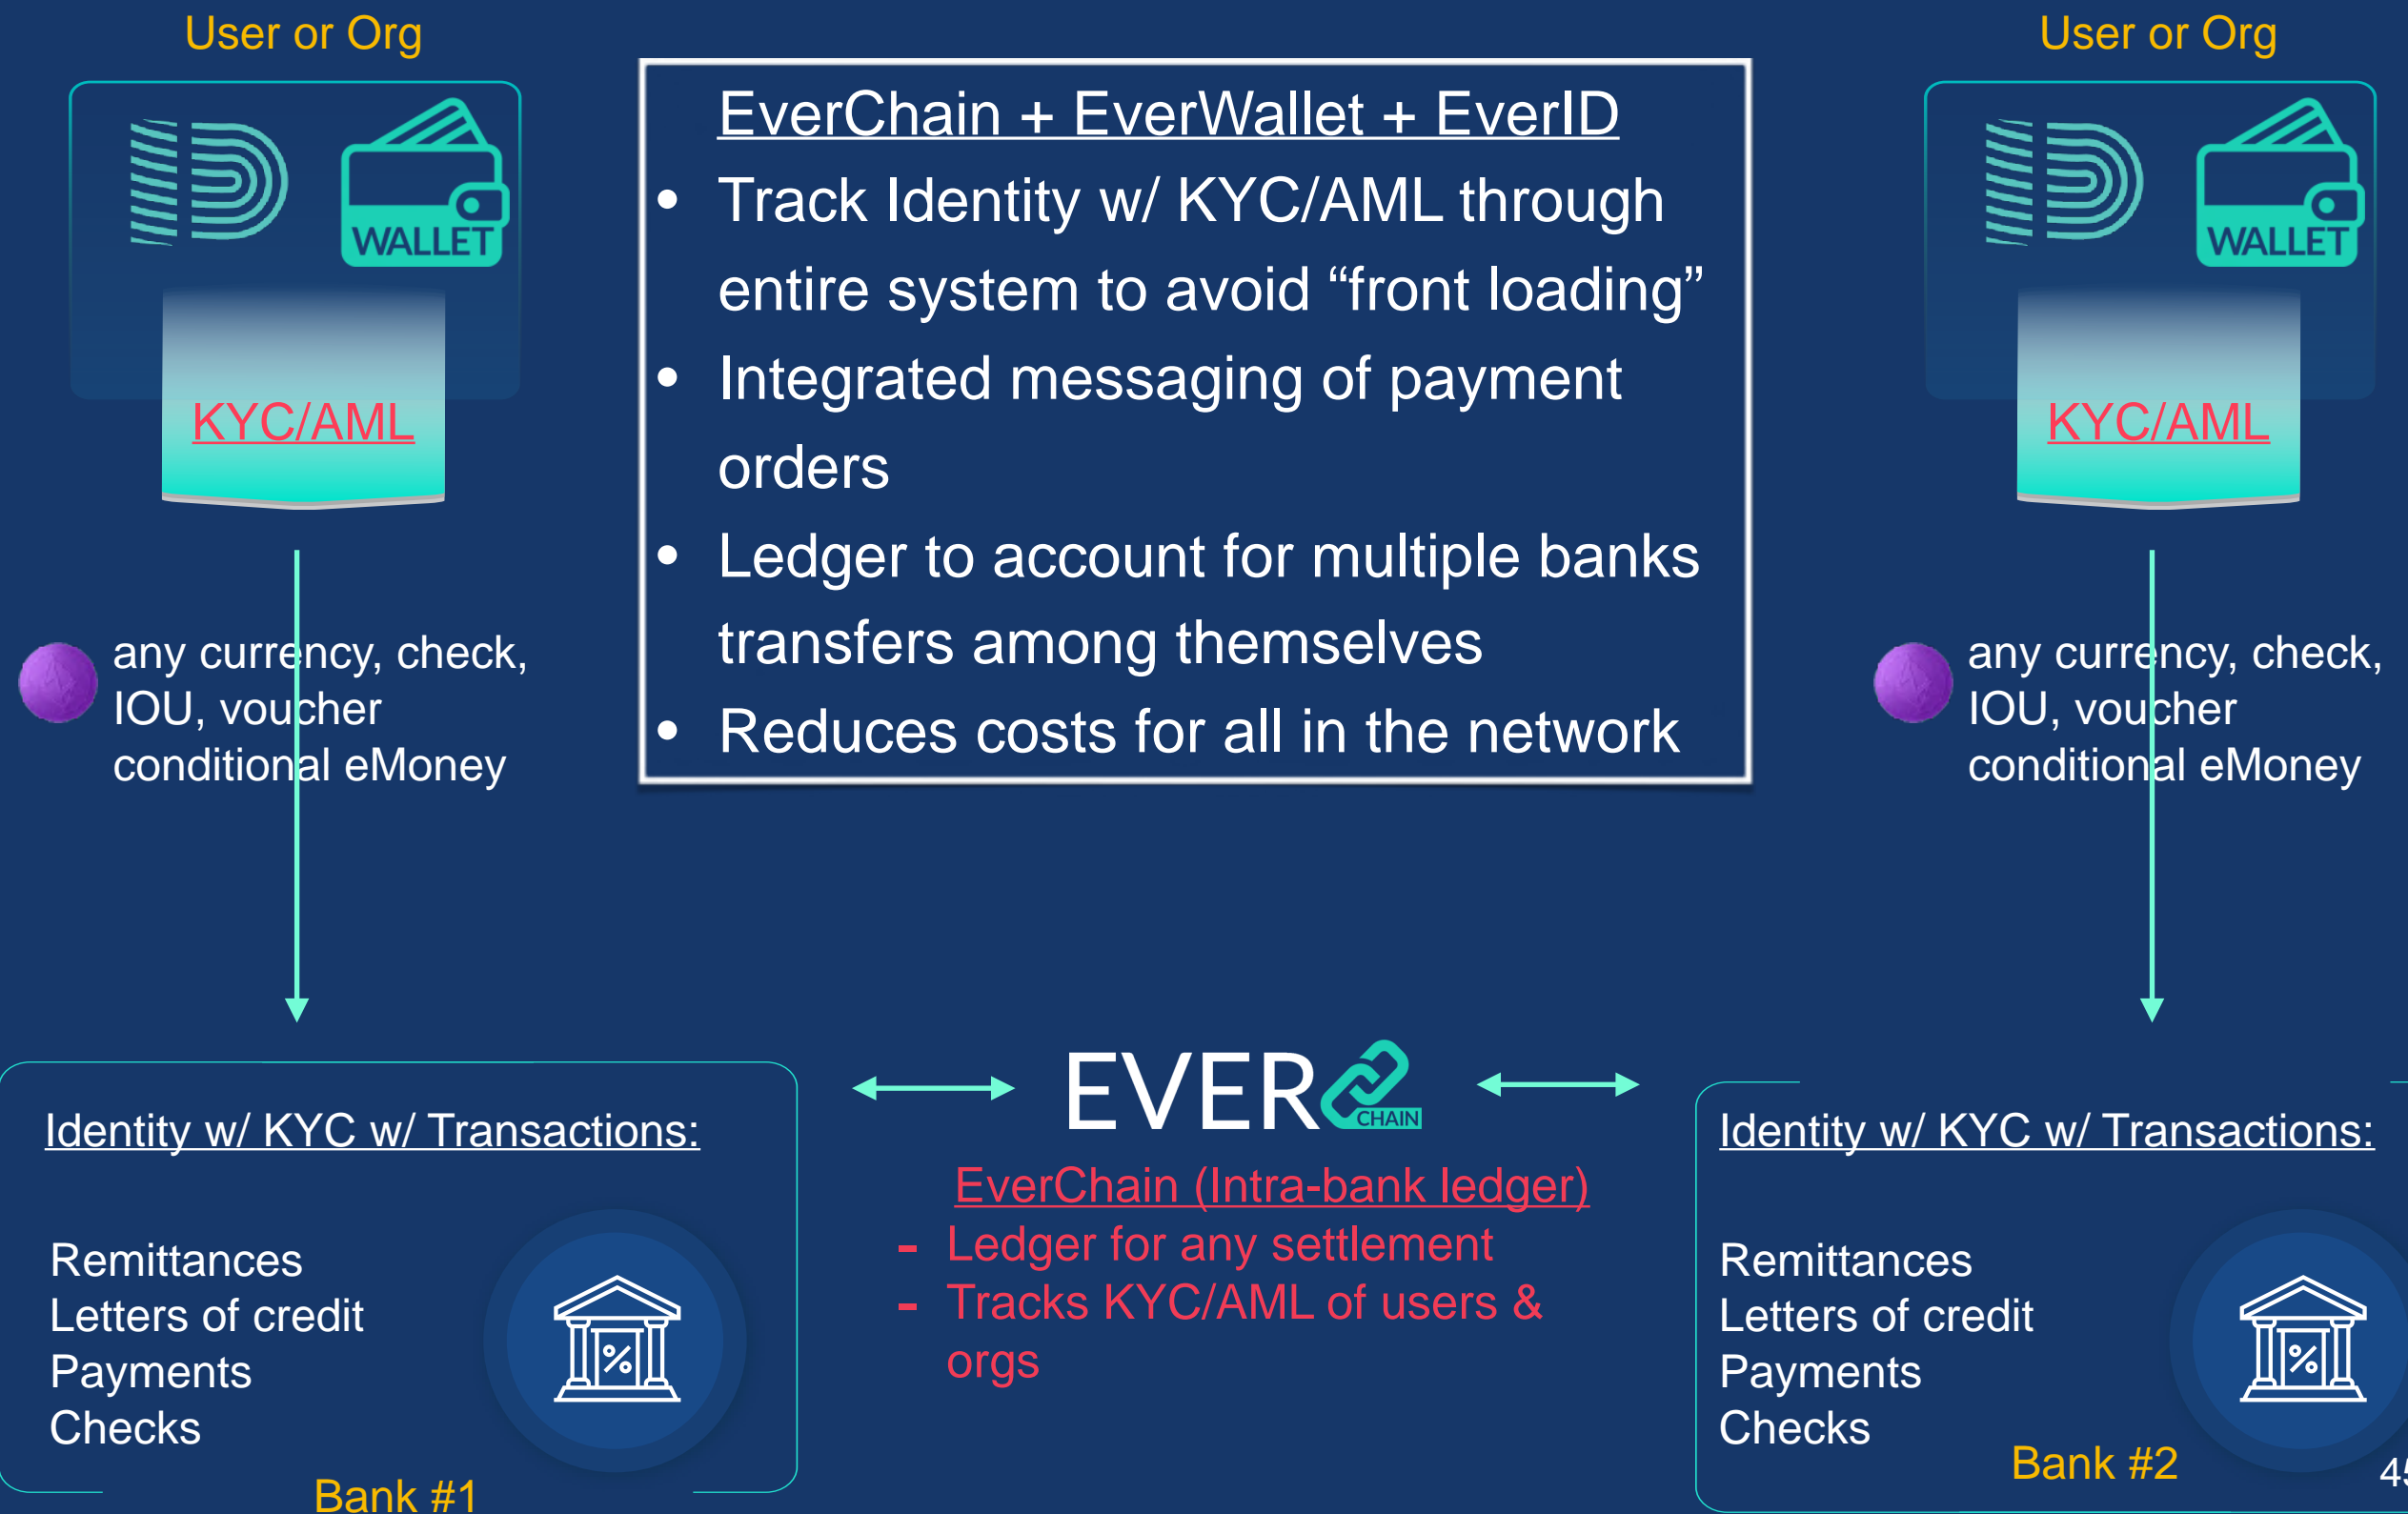 User or Org
ID
WALLET
KYC/AML
any currency, check,
IOU, voucher
conditional eMoney
EverChain + EverWallet + EverID
• Track Identity w/ KYC/AML through
entire system to avoid “front loading”
• Integrated messaging of payment
orders
• Ledger to account for multiple banks
transfers among themselves
• Reduces costs for all in the network
User or Org
ID
WALLET
KYC/AML
any currency, check,
IOU, voucher
conditional eMoney
Identity w/ KYC w/ Transactions:
Remittances
Letters of credit
Payments
Checks
%
Bank #1
EVER
CHAIN
EverChain (Intra-bank ledger)
- Ledger for any settlement
- Tracks KYC/AML of users &
orgs
Identity w/ KYC w/ Transactions:
Remittances
Letters of credit
Payments
Checks
%
Bank #2